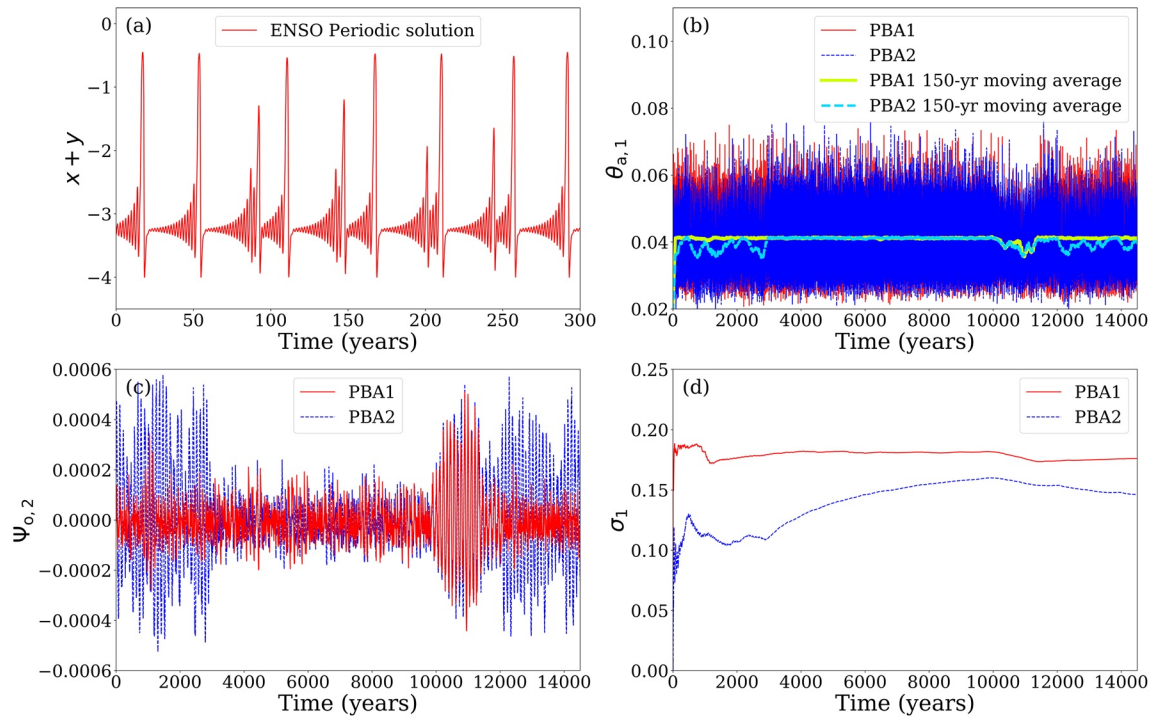 (a)
ENSO Periodic solution
0
−1
−2
−3
−4
x + y
0 50 100 150 200 250 300
Time (years)
(b)
PBA1
PBA2
PBA1 150-yr moving average
PBA2 150-yr moving average
0.10
0.08
0.06
0.04
0.02
θa, 1
0 2000 4000 6000 8000 10000 12000 14000
Time (years)
(c)
PBA1
PBA2
0.0006
0.0004
0.0002
0.0000
−0.0002
−0.0004
−0.0006
Ψo, 2
0 2000 4000 6000 8000 10000 12000 14000
Time (years)
(d)
PBA1
PBA2
0.25
0.20
0.15
0.10
0.05
0.00
σ1
0 2000 4000 6000 8000 10000 12000 14000
Time (years)